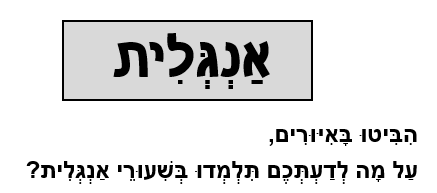 אַנְגְּלִית
הַבִּיטוּ בָּאִיּוּרִים,
עַל מָה לְדַעְתְּכֶם תִּלְמְדוּ בְּשִׁעוּרֵי אַנְגְּלִית?